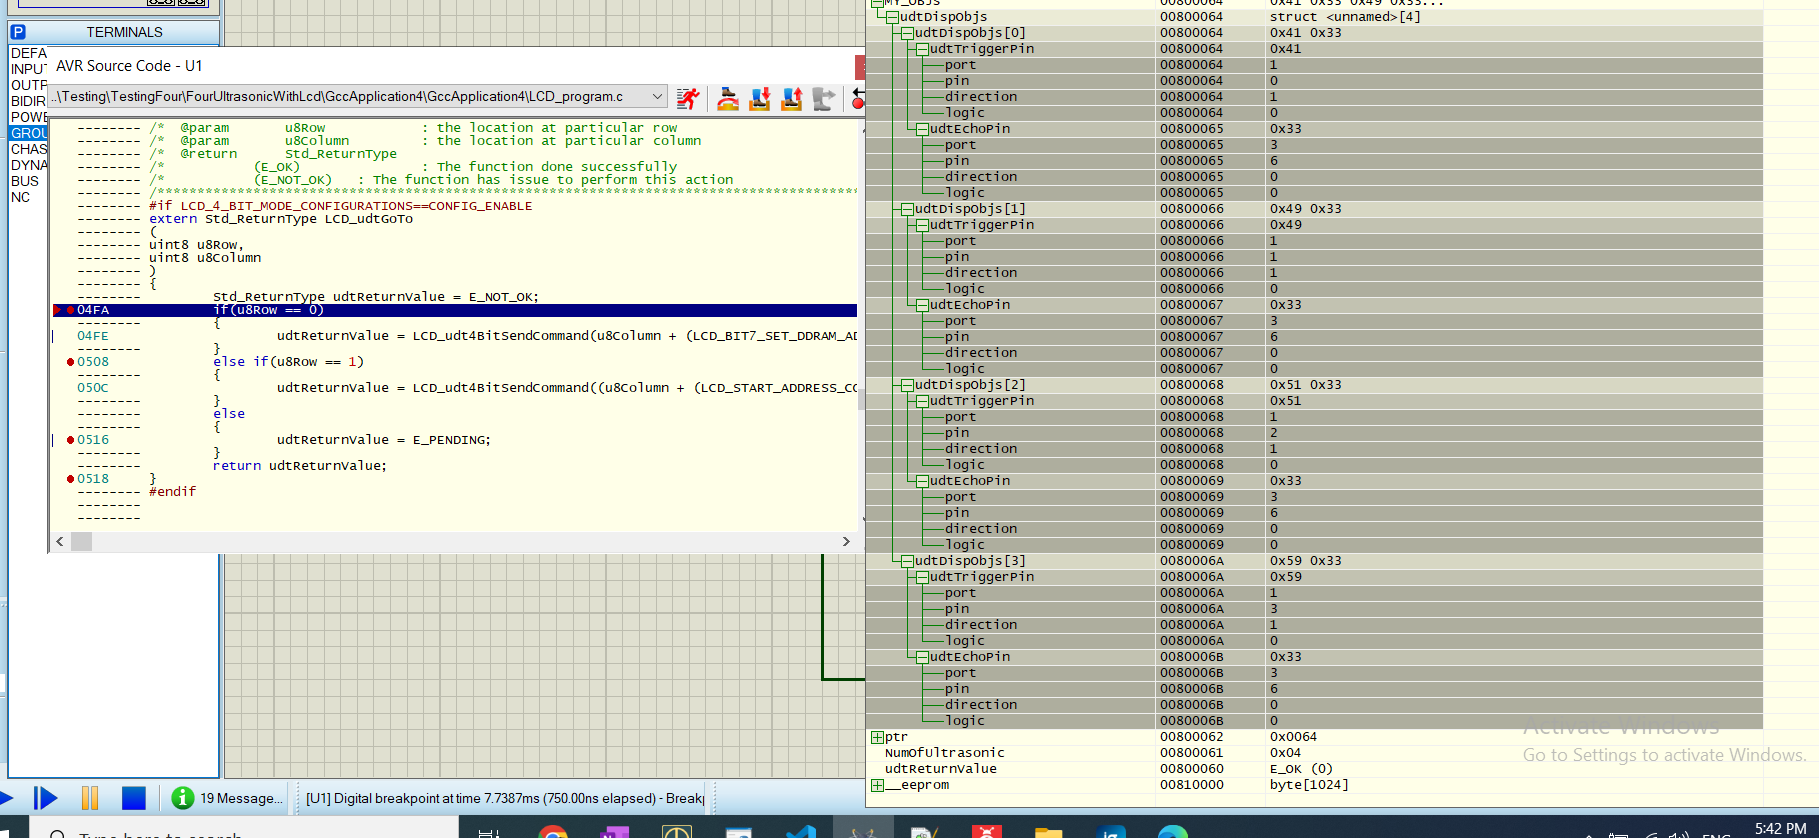 TERMINALS
DEFA
INPUT
OUTP
BIDIR
POWE
GROU
CHAS
DYNA
BUS
NC
AVR Source Code - U1
..\Testing\TestingFour\FourUltrasonicWithLcd\GccApplication4\GccApplication4\LCD_program.c
-------- /* @param u8Row : the location at particular row
-------- /* @param u8Column : the location at particular column
-------- /* @return Std_ReturnType
-------- /* (E_OK) : The function done successfully
-------- /* (E_NOT_OK) : The function has issue to perform this action
-------- #if LCD_4_BIT_MODE_CONFIGURATIONS==CONFIG_ENABLE
-------- extern Std_ReturnType LCD_udtGoTo
-------- (
-------- uint8 u8Row,
-------- uint8 u8Column
-------- )
-------- {
-------- Std_ReturnType udtReturnValue = E_NOT_OK;
04FA if(u8Row == 0)
-------- {
04FE udtReturnValue = LCD_udt4BitSendCommand(u8Column + (LCD_BIT7_SET_DDRAM_AD
-------- }
0508 else if(u8Row == 1)
-------- {
050C udtReturnValue = LCD_udt4BitSendCommand((u8Column + (LCD_START_ADDRESS_CO
-------- }
-------- else
-------- {
0516 udtReturnValue = E_PENDING;
-------- }
-------- return udtReturnValue;
0518 }
-------- #endif
--------
--------
MY_OBJs 00800064 0x41 0x33 0x49 0x33...
udtDispObjs 00800064 struct <unnamed>[4]
udtDispObjs[0] 00800064 0x41 0x33
udtTriggerPin 00800064 0x41
port 00800064 1
pin 00800064 0
direction 00800064 1
logic 00800064 0
udtEchoPin 00800065 0x33
port 00800065 3
pin 00800065 6
direction 00800065 0
logic 00800065 0
udtDispObjs[1] 00800066 0x49 0x33
udtTriggerPin 00800066 0x49
port 00800066 1
pin 00800066 1
direction 00800066 1
logic 00800066 0
udtEchoPin 00800067 0x33
port 00800067 3
pin 00800067 6
direction 00800067 0
logic 00800067 0
udtDispObjs[2] 00800068 0x51 0x33
udtTriggerPin 00800068 0x51
port 00800068 1
pin 00800068 2
direction 00800068 1
logic 00800068 0
udtEchoPin 00800069 0x33
port 00800069 3
pin 00800069 6
direction 00800069 0
logic 00800069 0
udtDispObjs[3] 0080006A 0x59 0x33
udtTriggerPin 0080006A 0x59
port 0080006A 1
pin 0080006A 3
direction 0080006A 1
logic 0080006A 0
udtEchoPin 0080006B 0x33
port 0080006B 3
pin 0080006B 6
direction 0080006B 0
logic 0080006B 0
ptr 00800062 0x0064
NumOfUltrasonic 00800061 0x04
udtReturnValue 00800060 E_OK (0)
__eeprom 00810000 byte[1024]
Activate Windows
Go to Settings to activate Windows.
19 Message...
[U1] Digital breakpoint at time 7.7387ms (750.00ns elapsed) - Breakp
Type here to search
ENG
5:42 PM